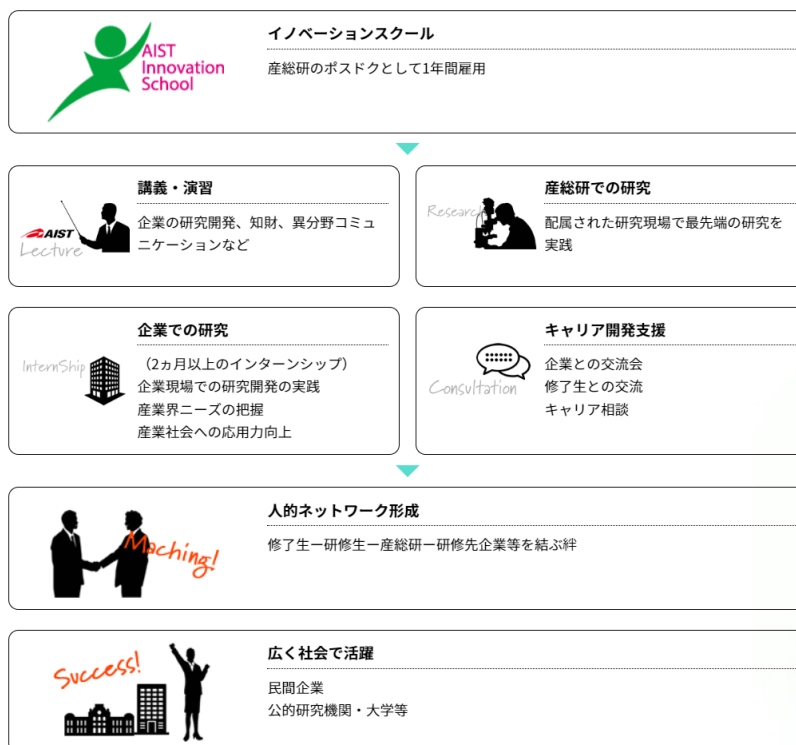 AIST
Innovation
School
イノベーションスクール
産総研のポスドクとして1年間雇用
講義・演習
AIST
Lecture
企業の研究開発、知財、異分野コミュ
ニケーションなど
産総研での研究
Research
配属された研究現場で最先端の研究を
実践
企業での研究
InternShip
（2ヵ月以上のインターンシップ）
企業現場での研究開発の実践
産業界ニーズの把握
産業社会への応用力向上
キャリア開発支援
Consultation
企業との交流会
修了生との交流
キャリア相談
人的ネットワーク形成
Maching!
修了生ー研修生ー産総研ー研修先企業等を結ぶ絆
広く社会で活躍
Success!
民間企業
公的研究機関・大学等